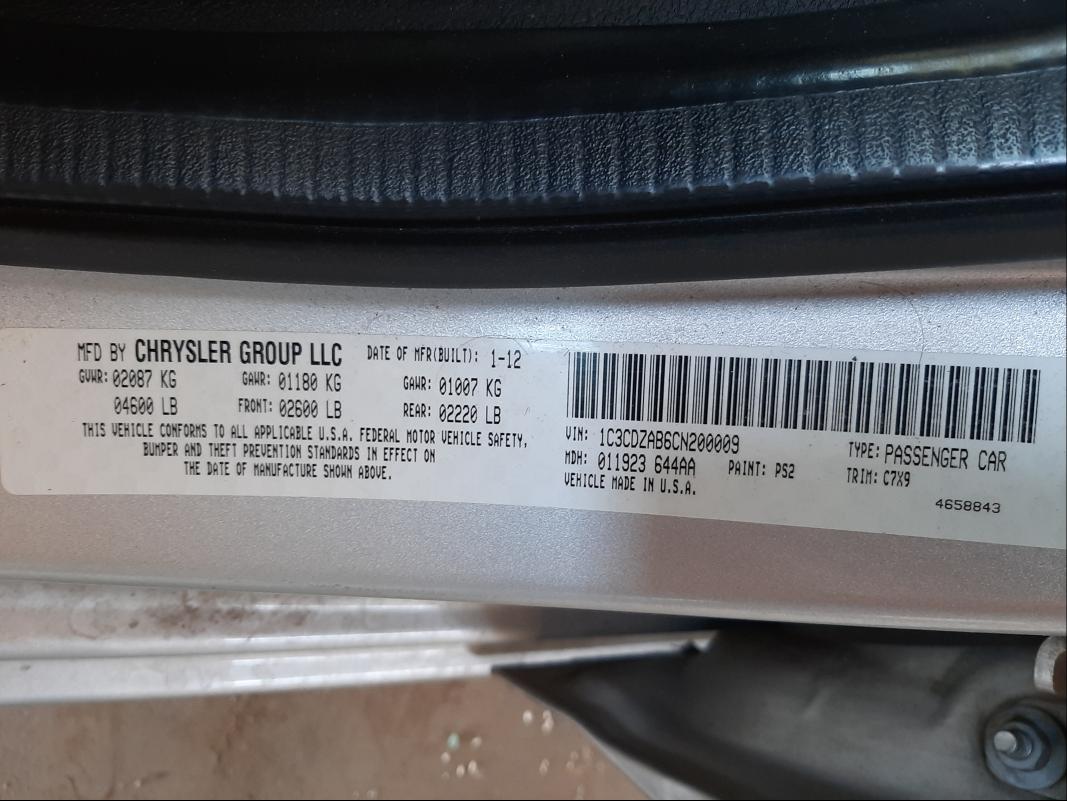 MFD BY CHRYSLER GROUP LLC DATE OF MFR(BUILT): 1-12
GVWR: 02087 KG GAWR: 01180 KG GAWR: 01007 KG
04600 LB FRONT: 02600 LB REAR: 02220 LB
THIS VEHICLE CONFORMS TO ALL APPLICABLE U.S.A. FEDERAL MOTOR VEHICLE SAFETY,
BUMPER AND THEFT PREVENTION STANDARDS IN EFFECT ON
THE DATE OF MANUFACTURE SHOWN ABOVE.
VIN: 1C3CDZAB6CN200009 TYPE: PASSENGER CAR
MDH: 011923 644AA PAINT: PS2 TRIM: C7X9
VEHICLE MADE IN U.S.A.
4658843